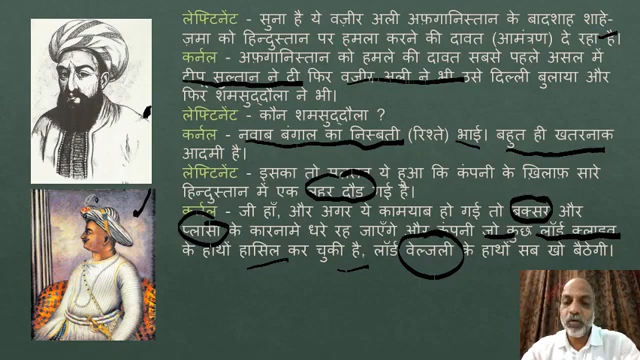 लेफ्टिनेंट - सुना है ये वज़ीर अली अफ़गानिस्तान के बादशाह शाहे-
ज़मा को हिन्दुस्तान पर हमला करने की दावत (आमंत्रण) दे रहा है।
कर्नल - अफ़गानिस्तान को हमले की दावत सबसे पहले असल में
टीपू सुल्तान ने दी फिर वज़ीर अली ने भी उसे दिल्ली बुलाया और
फिर शमसुद्दौला ने भी।
लेफ्टिनेंट - कौन शमसुद्दौला ?
कर्नल - नवाब बंगाल का निस्बती (रिश्ते) भाई। बहुत ही खतरनाक
आदमी है।
लेफ्टिनेंट - इसका तो मतलब ये हुआ कि कंपनी के ख़िलाफ़ सारे
हिन्दुस्तान में एक लहर दौड़ गई है।
कर्नल - जी हाँ, और अगर ये कामयाब हो गई तो बक्सर और
प्लासी के कारनामे धरे रह जाएँगे और कंपनी जो कुछ लॉर्ड क्लाइव
के हाथों हासिल कर चुकी है, लॉर्ड वेल्जली के हाथों सब खो बैठेगी।